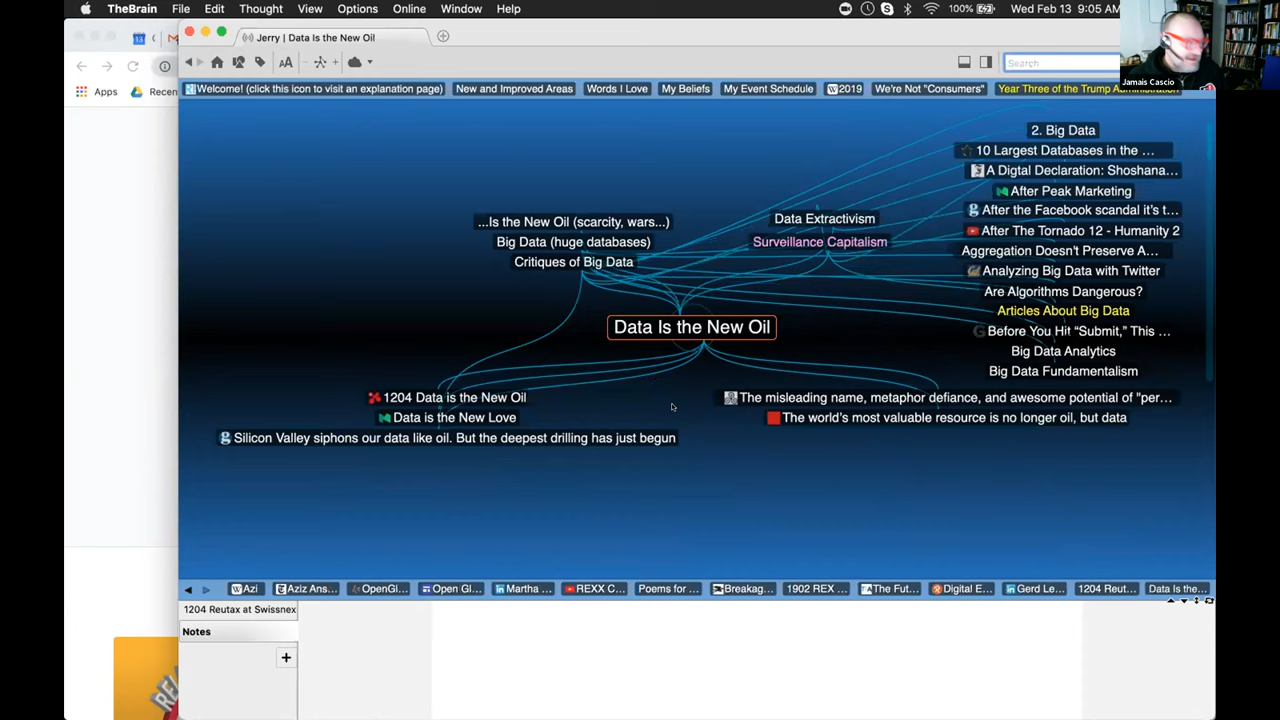 TheBrain File Edit Thought View Options Online Window Help 100% Wed Feb 13 9:05 AM
Jerry | Data Is the New Oil
Search
Jamais Cascio
Apps Recen
Welcome! (click this icon to visit an explanation page) New and Improved Areas Words I Love My Beliefs My Event Schedule 2019 We're Not "Consumers" Year Three of the Trump Administration
2. Big Data
10 Largest Databases in the ...
A Digtal Declaration: Shoshana...
After Peak Marketing
After the Facebook scandal it's t...
After The Tornado 12 - Humanity 2
Aggregation Doesn't Preserve A...
Analyzing Big Data with Twitter
Are Algorithms Dangerous?
Articles About Big Data
Before You Hit “Submit,” This ...
Big Data Analytics
Big Data Fundamentalism
...Is the New Oil (scarcity, wars...)
Big Data (huge databases)
Critiques of Big Data
Data Extractivism
Surveillance Capitalism
Data Is the New Oil
1204 Data is the New Oil
Data is the New Love
Silicon Valley siphons our data like oil. But the deepest drilling has just begun
The misleading name, metaphor defiance, and awesome potential of "per...
The world's most valuable resource is no longer oil, but data
Azi Aziz Ans... OpenGl... Open Gl... Martha ... REXX C... Poems for ... Breakag... 1902 REX ... The Fut... Digital E... Gerd Le... 1204 Reut... Data Is the...
1204 Reutax at Swissnex
Notes
+
REL